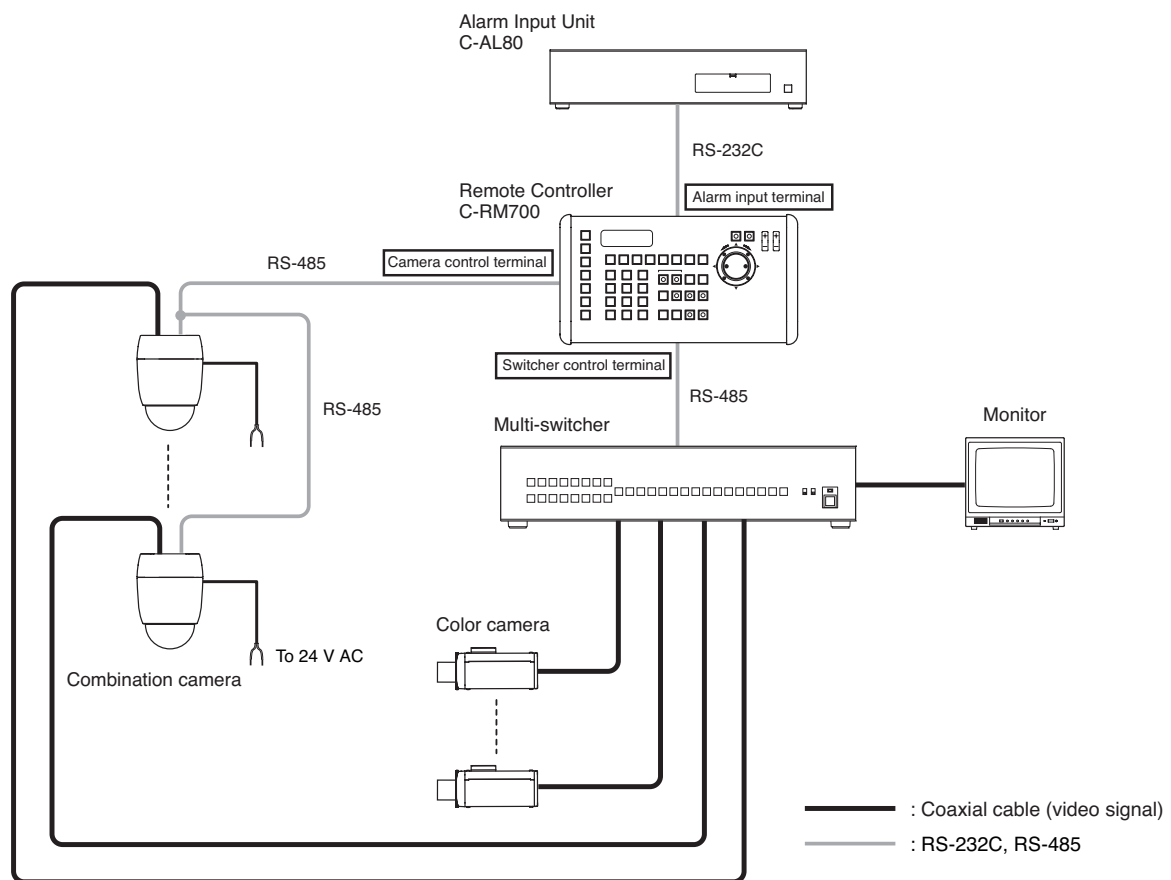 Alarm Input Unit
C-AL80
RS-232C
Remote Controller
C-RM700
Alarm input terminal
RS-485
Camera control terminal
Switcher control terminal
RS-485
RS-485
Multi-switcher
Monitor
Color camera
To 24 V AC
Combination camera
: Coaxial cable (video signal)
: RS-232C, RS-485